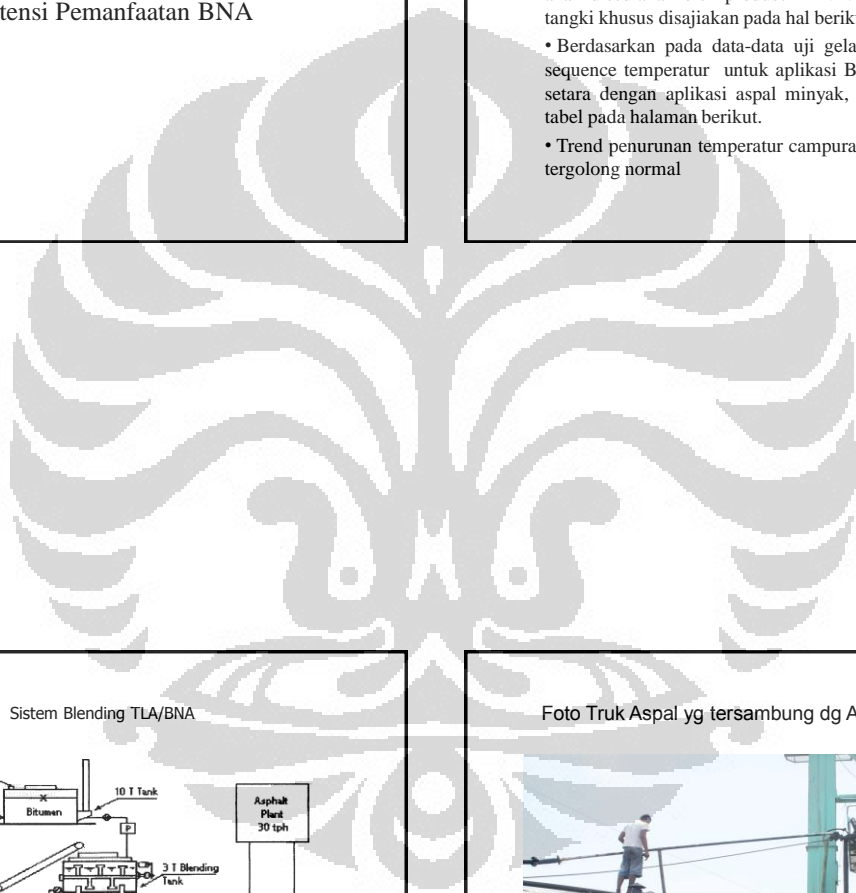 tensi Pemanfaatan BNA
tangki khusus disajiakan pada hal berik
• Berdasarkan pada data-data uji gela
sequence temperatur untuk aplikasi B
setara dengan aplikasi aspal minyak,
tabel pada halaman berikut.
• Trend penurunan temperatur campura
tergolong normal
Sistem Blending TLA/BNA
10 T Tank
Bitumen
P
3 T Blending
Tank
Asphalt
Plant
30 tph
Foto Truk Aspal yg tersambung dg A